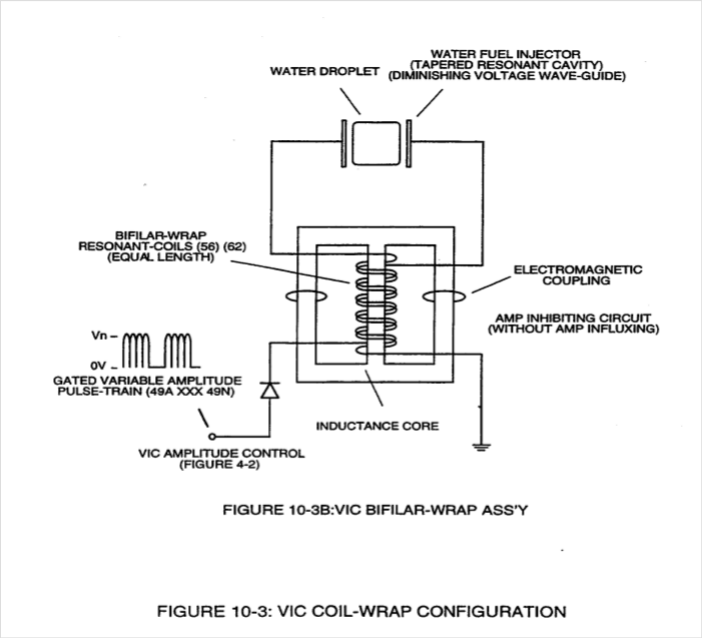 WATER DROPLET
WATER FUEL INJECTOR
(TAPERED RESONANT CAVITY)
(DIMINISHING VOLTAGE WAVE-GUIDE)
BIFILAR-WRAP
RESONANT-COILS (56) (62)
(EQUAL LENGTH)
ELECTROMAGNETIC
COUPLING
AMP INHIBITING CIRCUIT
(WITHOUT AMP INFLUXING)
Vn
0V
GATED VARIABLE AMPLITUDE
PULSE-TRAIN (49A XXX 49N)
INDUCTANCE CORE
VIC AMPLITUDE CONTROL
(FIGURE 4-2)
FIGURE 10-3B:VIC BIFILAR-WRAP ASS'Y
FIGURE 10-3: VIC COIL-WRAP CONFIGURATION